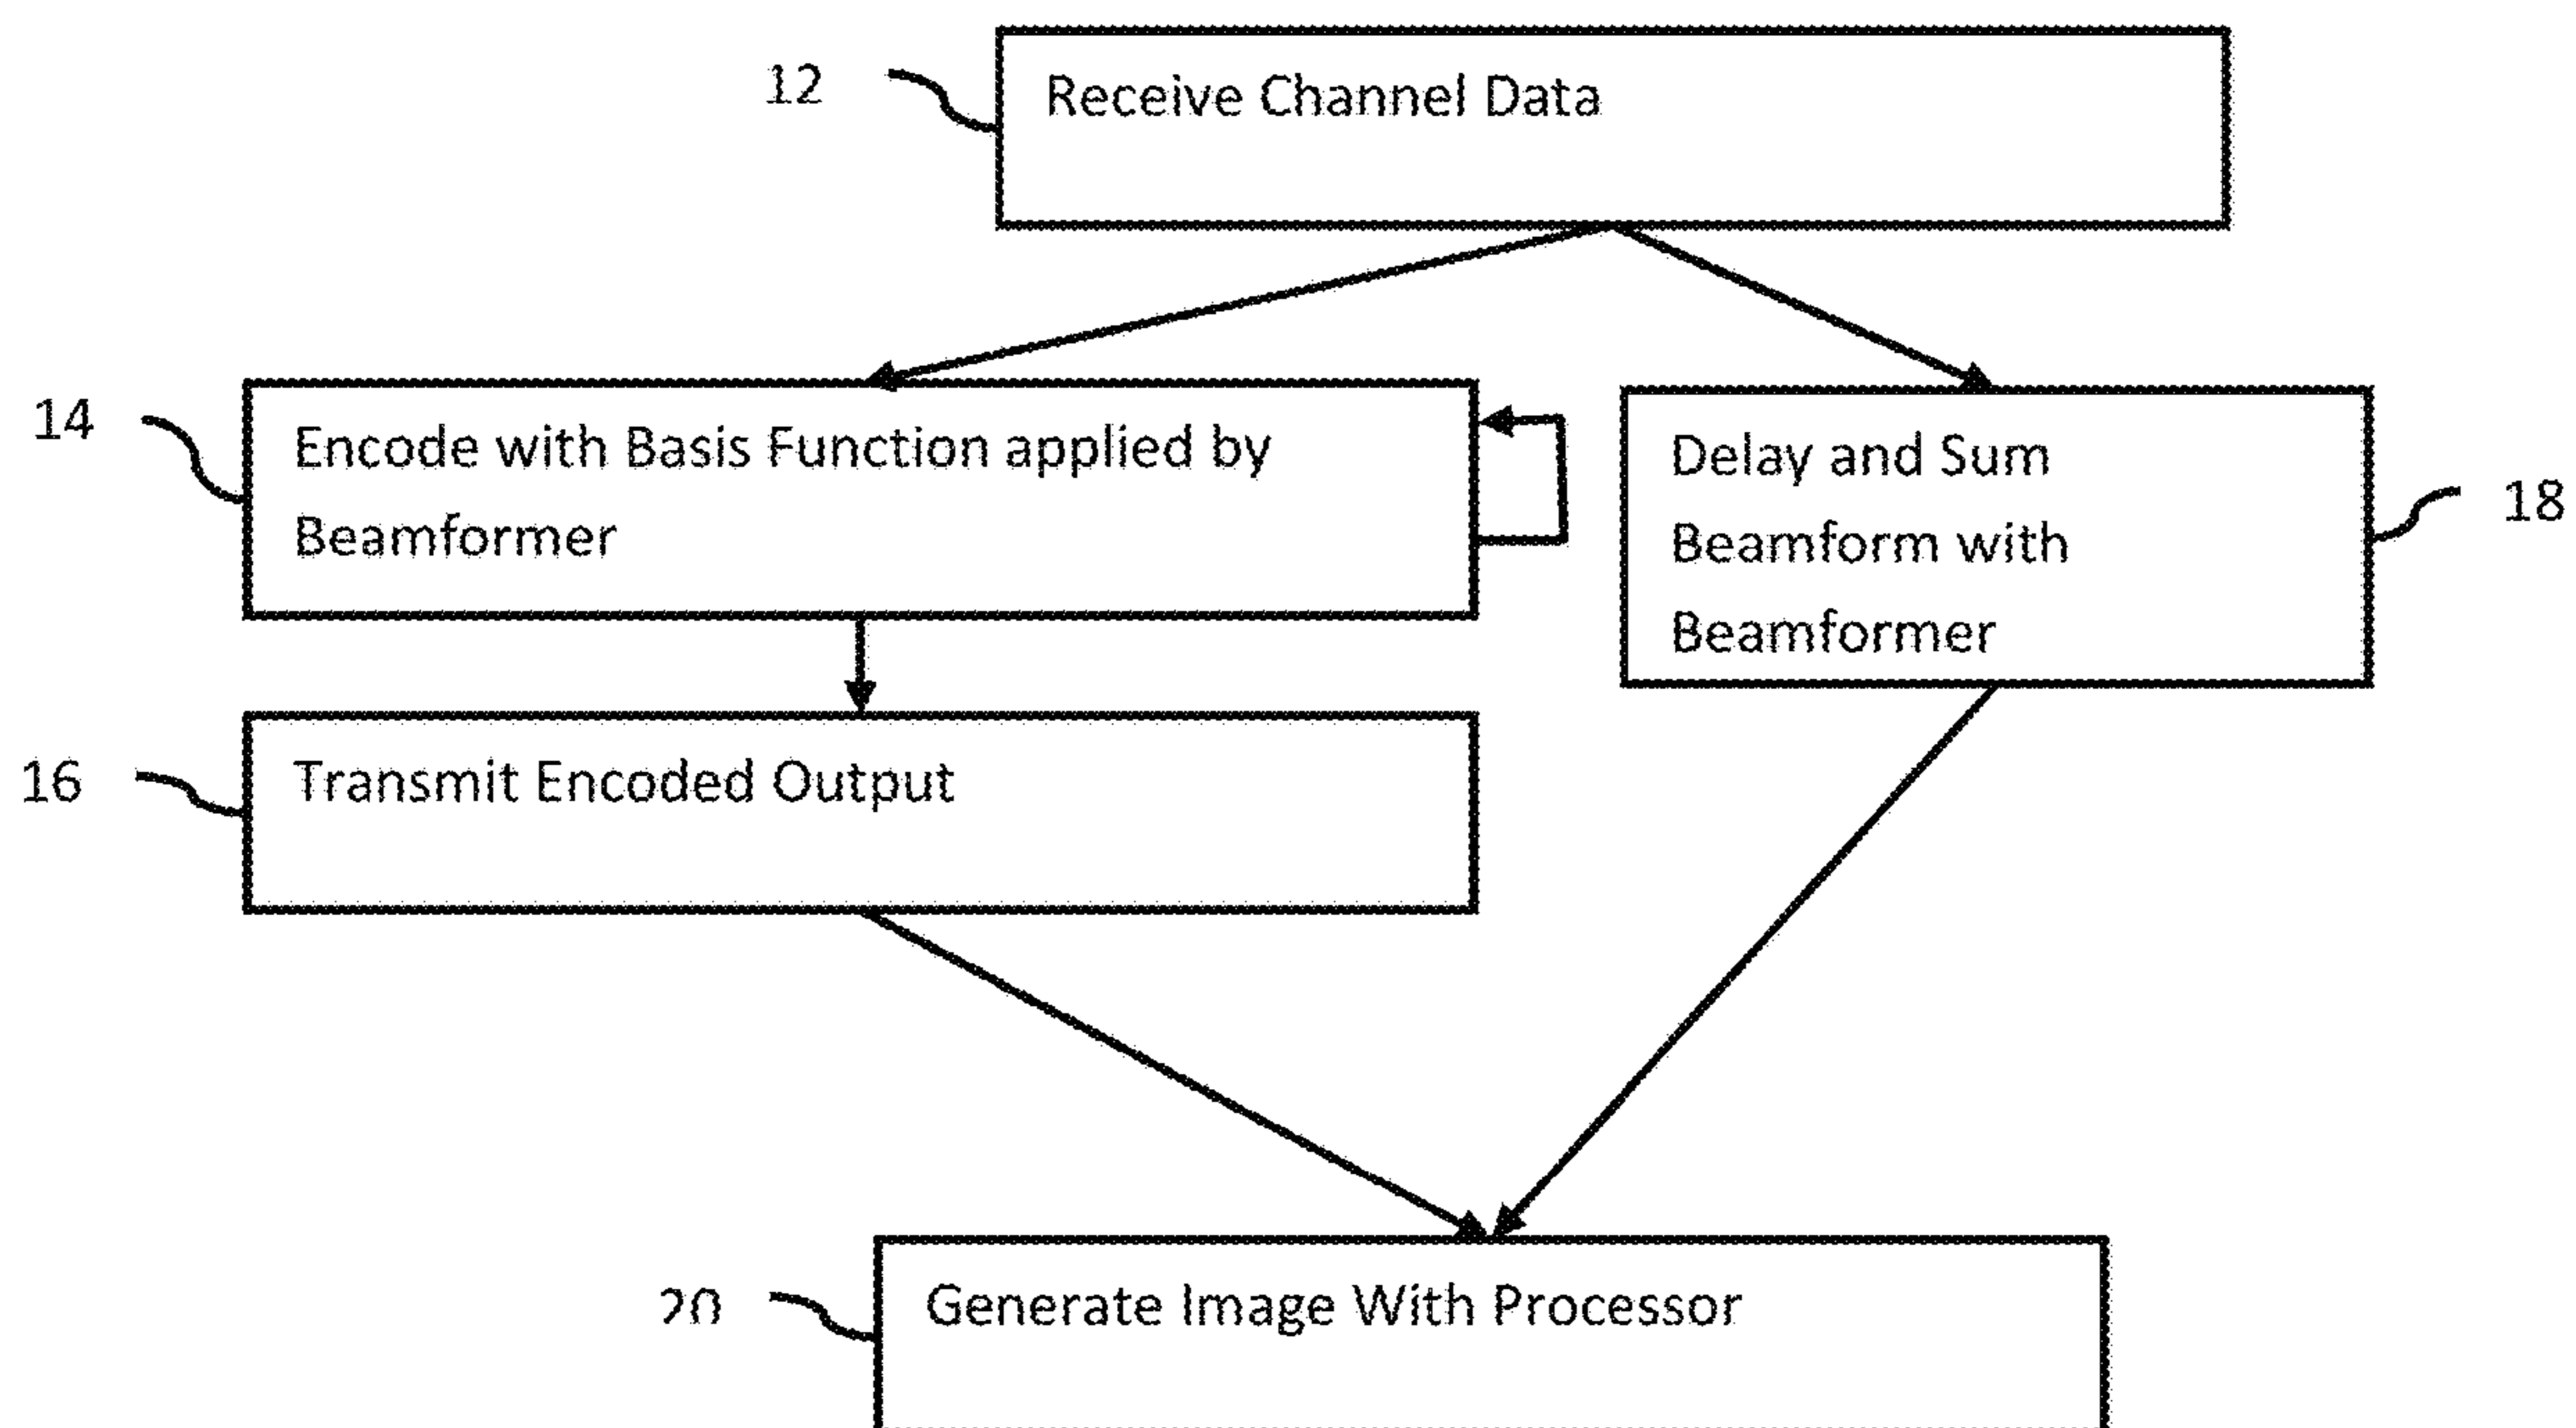 12
Receive Channel Data
14
Encode with Basis Function applied by
Beamformer
18
Delay and Sum
Beamform with
Beamformer
16
Transmit Encoded Output
20
Generate Image With Processor